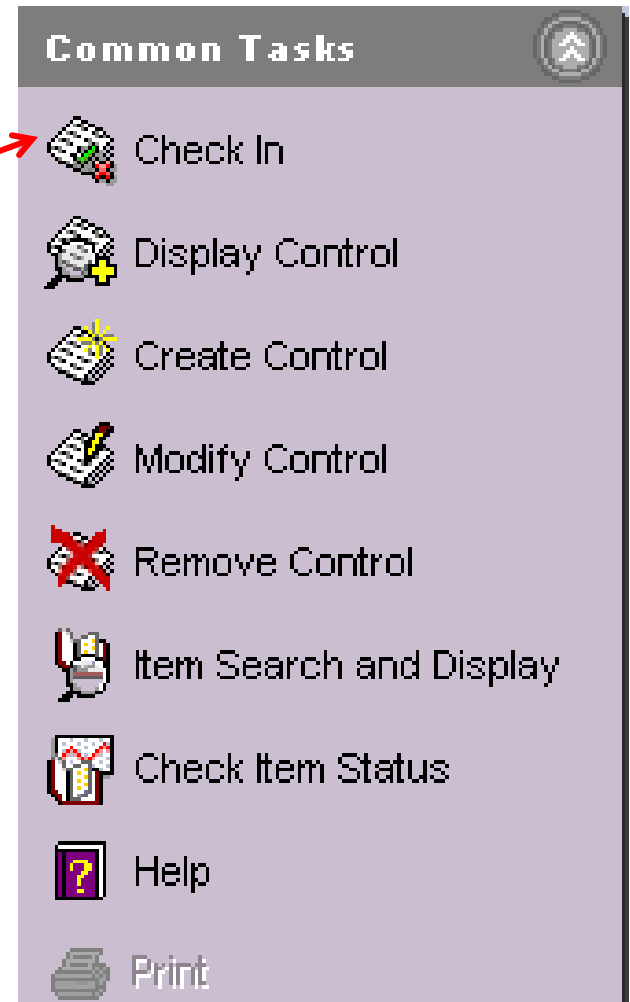 Common Tasks
Check In
Display Control
Create Control
Modify Control
Remove Control
Item Search and Display
Check Item Status
?
Help
Print